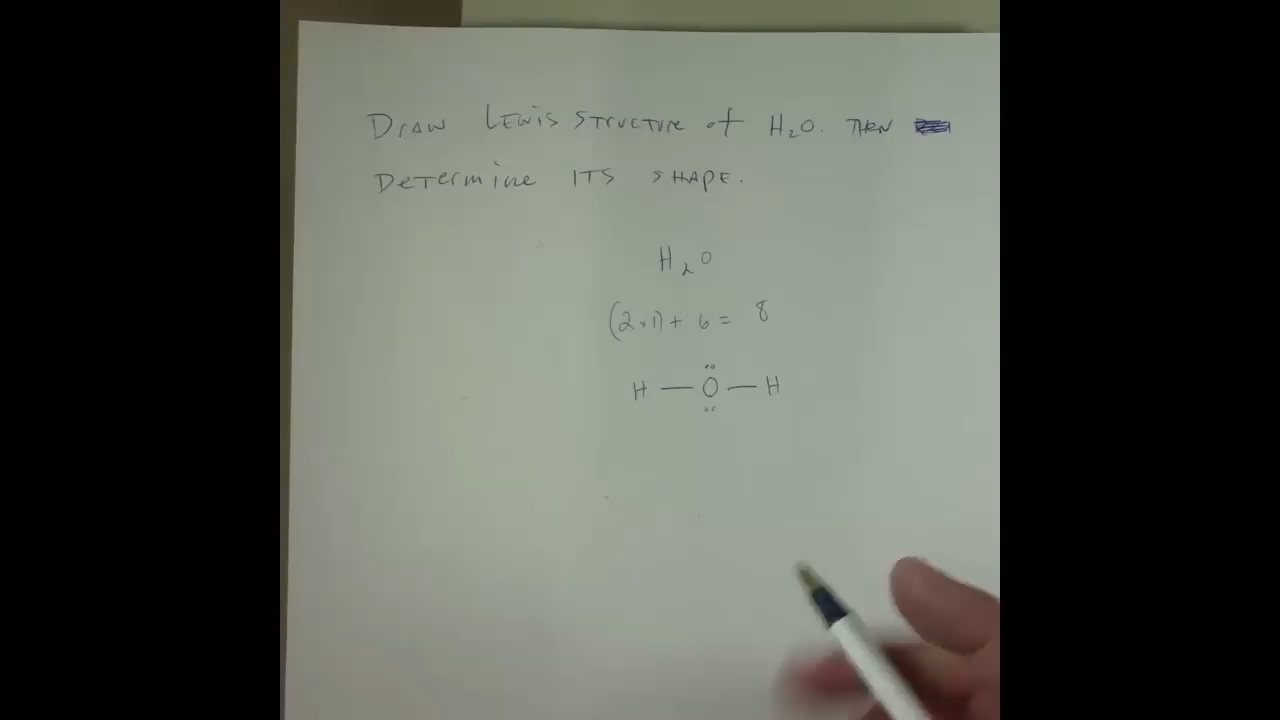 DRAW LEWIS STRUCTURE of H₂O. THEN
DETERMINE ITS SHAPE.
H₂O
(2×1) + 6 = 8
H — O — H